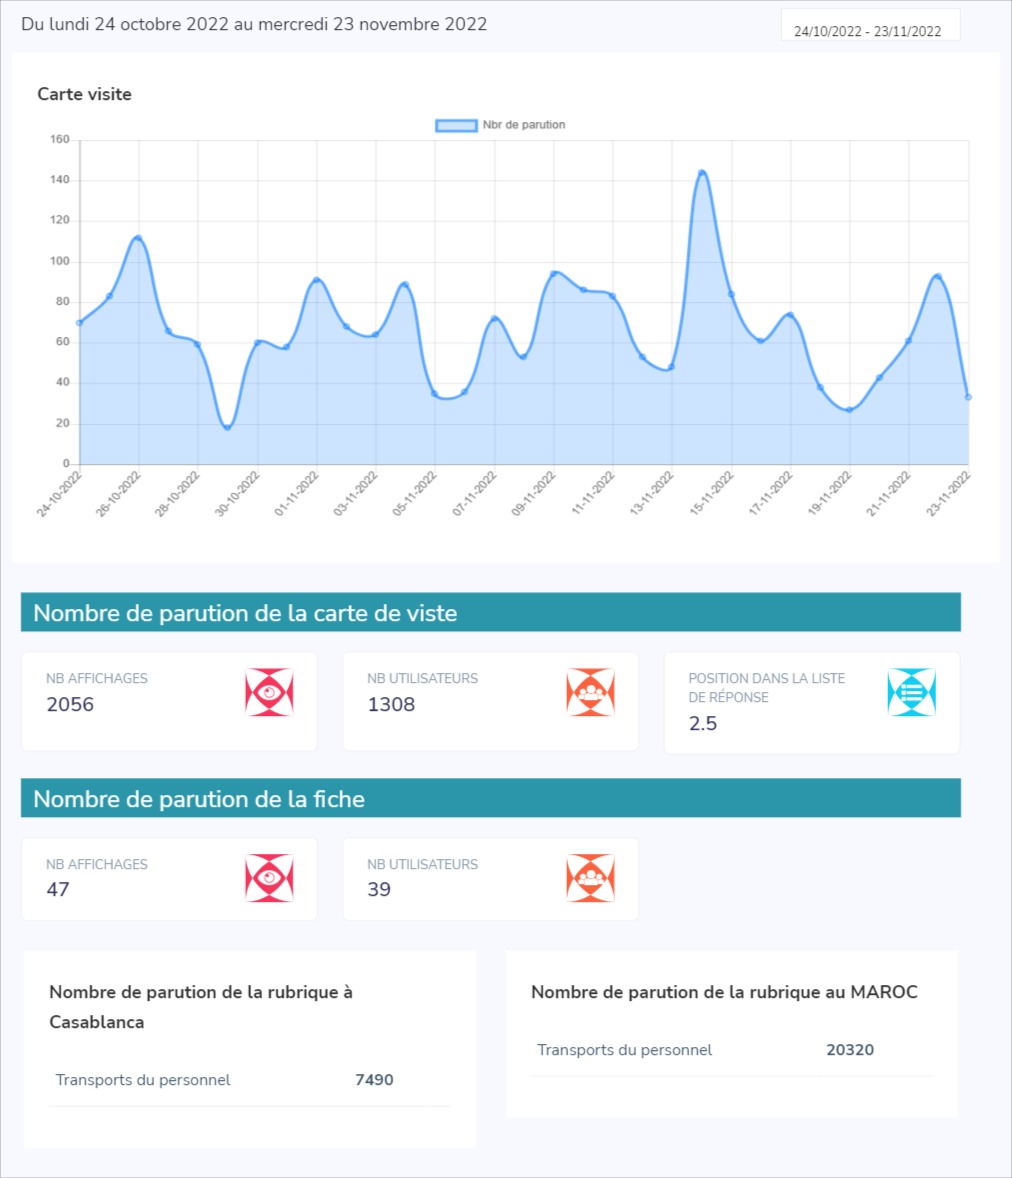 Du lundi 24 octobre 2022 au mercredi 23 novembre 2022
24/10/2022 - 23/11/2022
Carte visite
Nbr de parution
160
140
120
100
80
60
40
20
0
24-10-2022
26-10-2022
28-10-2022
30-10-2022
01-11-2022
03-11-2022
05-11-2022
07-11-2022
09-11-2022
11-11-2022
13-11-2022
15-11-2022
17-11-2022
19-11-2022
21-11-2022
23-11-2022
Nombre de parution de la carte de viste
NB AFFICHAGES
2056
NB UTILISATEURS
1308
POSITION DANS LA LISTE
DE RÉPONSE
2.5
Nombre de parution de la fiche
NB AFFICHAGES
47
NB UTILISATEURS
39
Nombre de parution de la rubrique à
Casablanca
Transports du personnel 7490
Nombre de parution de la rubrique au MAROC
Transports du personnel 20320